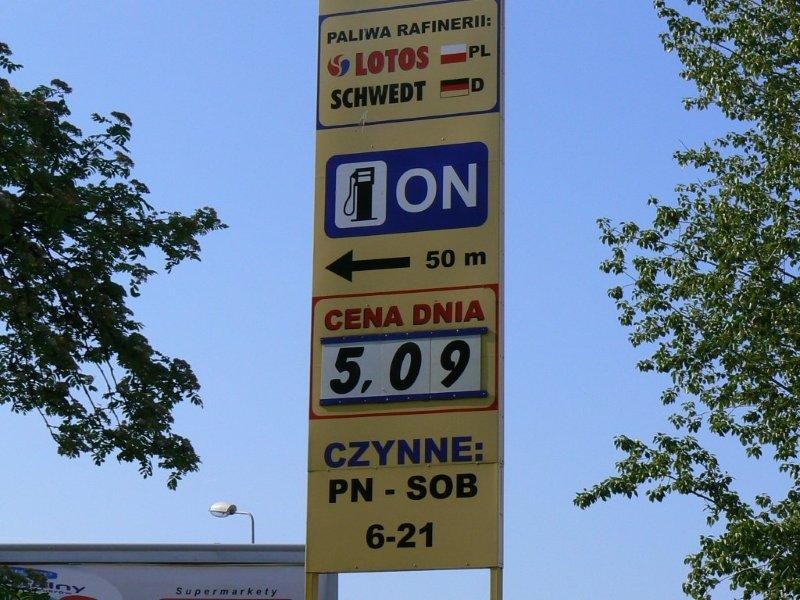 PALIWA RAFINERII:
LOTOS PL
SCHWEDT D
ON
50 m
CENA DNIA
5,09
CZYNNE:
PN - SOB
6-21
Supermarkety